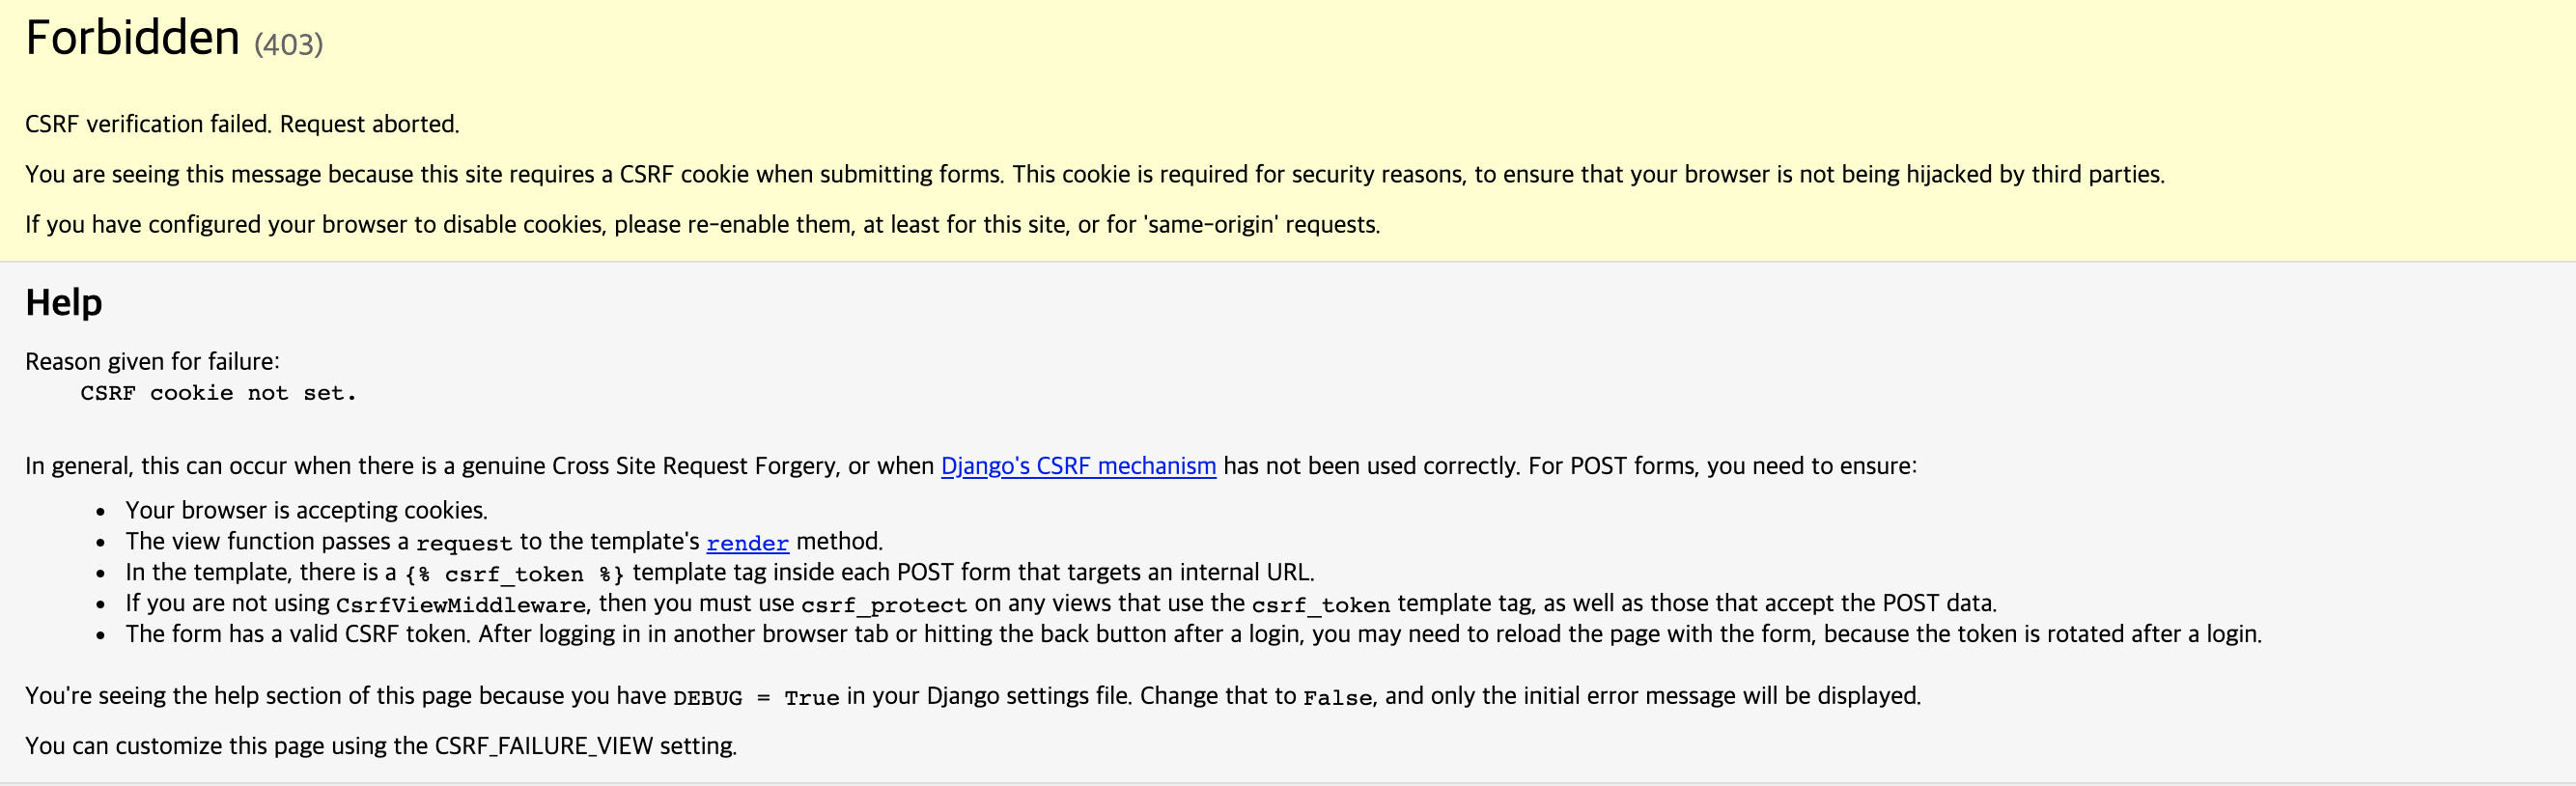 Forbidden (403)
CSRF verification failed. Request aborted.
You are seeing this message because this site requires a CSRF cookie when submitting forms. This cookie is required for security reasons, to ensure that your browser is not being hijacked by third parties.
If you have configured your browser to disable cookies, please re-enable them, at least for this site, or for 'same-origin' requests.
Help
Reason given for failure:
CSRF cookie not set.
In general, this can occur when there is a genuine Cross Site Request Forgery, or when Django's CSRF mechanism has not been used correctly. For POST forms, you need to ensure:
• Your browser is accepting cookies.
• The view function passes a request to the template's render method.
• In the template, there is a {% csrf_token %} template tag inside each POST form that targets an internal URL.
• If you are not using CsrfViewMiddleware, then you must use csrf_protect on any views that use the csrf_token template tag, as well as those that accept the POST data.
• The form has a valid CSRF token. After logging in in another browser tab or hitting the back button after a login, you may need to reload the page with the form, because the token is rotated after a login.
You're seeing the help section of this page because you have DEBUG = True in your Django settings file. Change that to False, and only the initial error message will be displayed.
You can customize this page using the CSRF_FAILURE_VIEW setting.